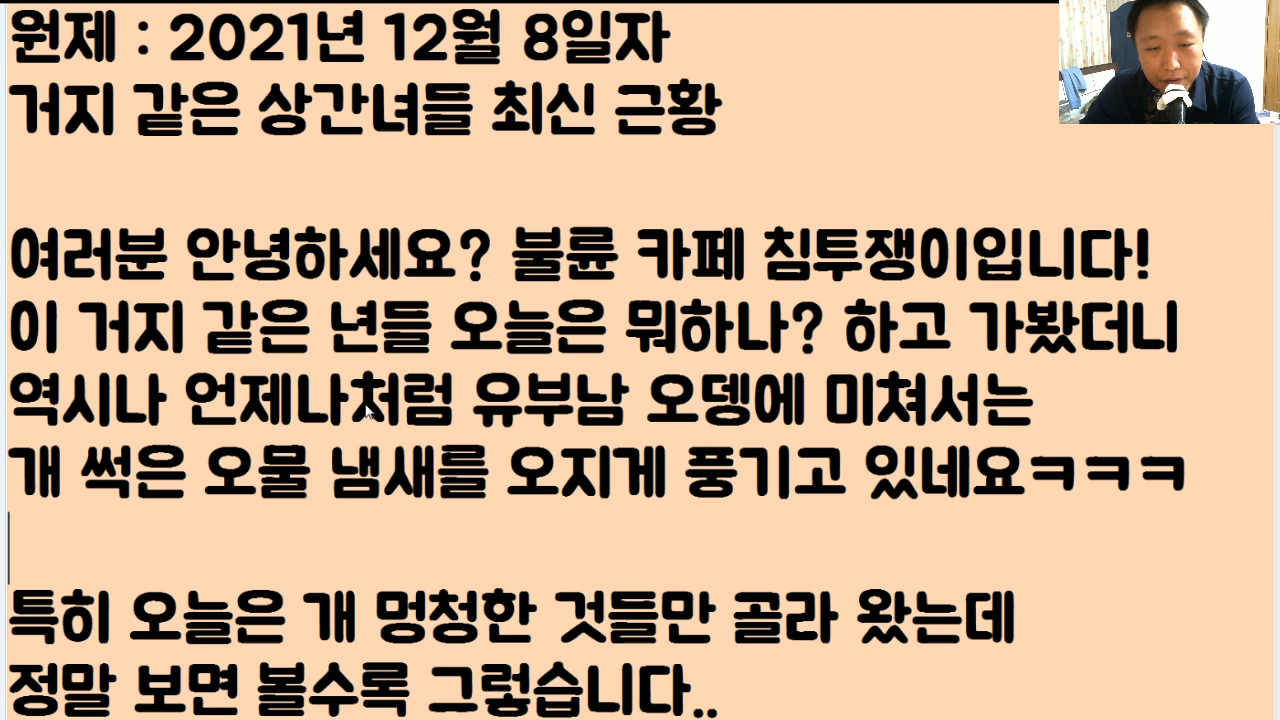 원제 : 2021년 12월 8일자
거지 같은 상간녀들 최신 근황
여러분 안녕하세요? 불륜 카페 침투쟁이입니다!
이 거지 같은 년들 오늘은 뭐하나? 하고 가봤더니
역시나 언제나처럼 유부남 오뎅에 미쳐서는
개 썩은 오물 냄새를 오지게 풍기고 있네요ㅋㅋㅋ
특히 오늘은 개 멍청한 것들만 골라 왔는데
정말 보면 볼수록 그렇습니다..